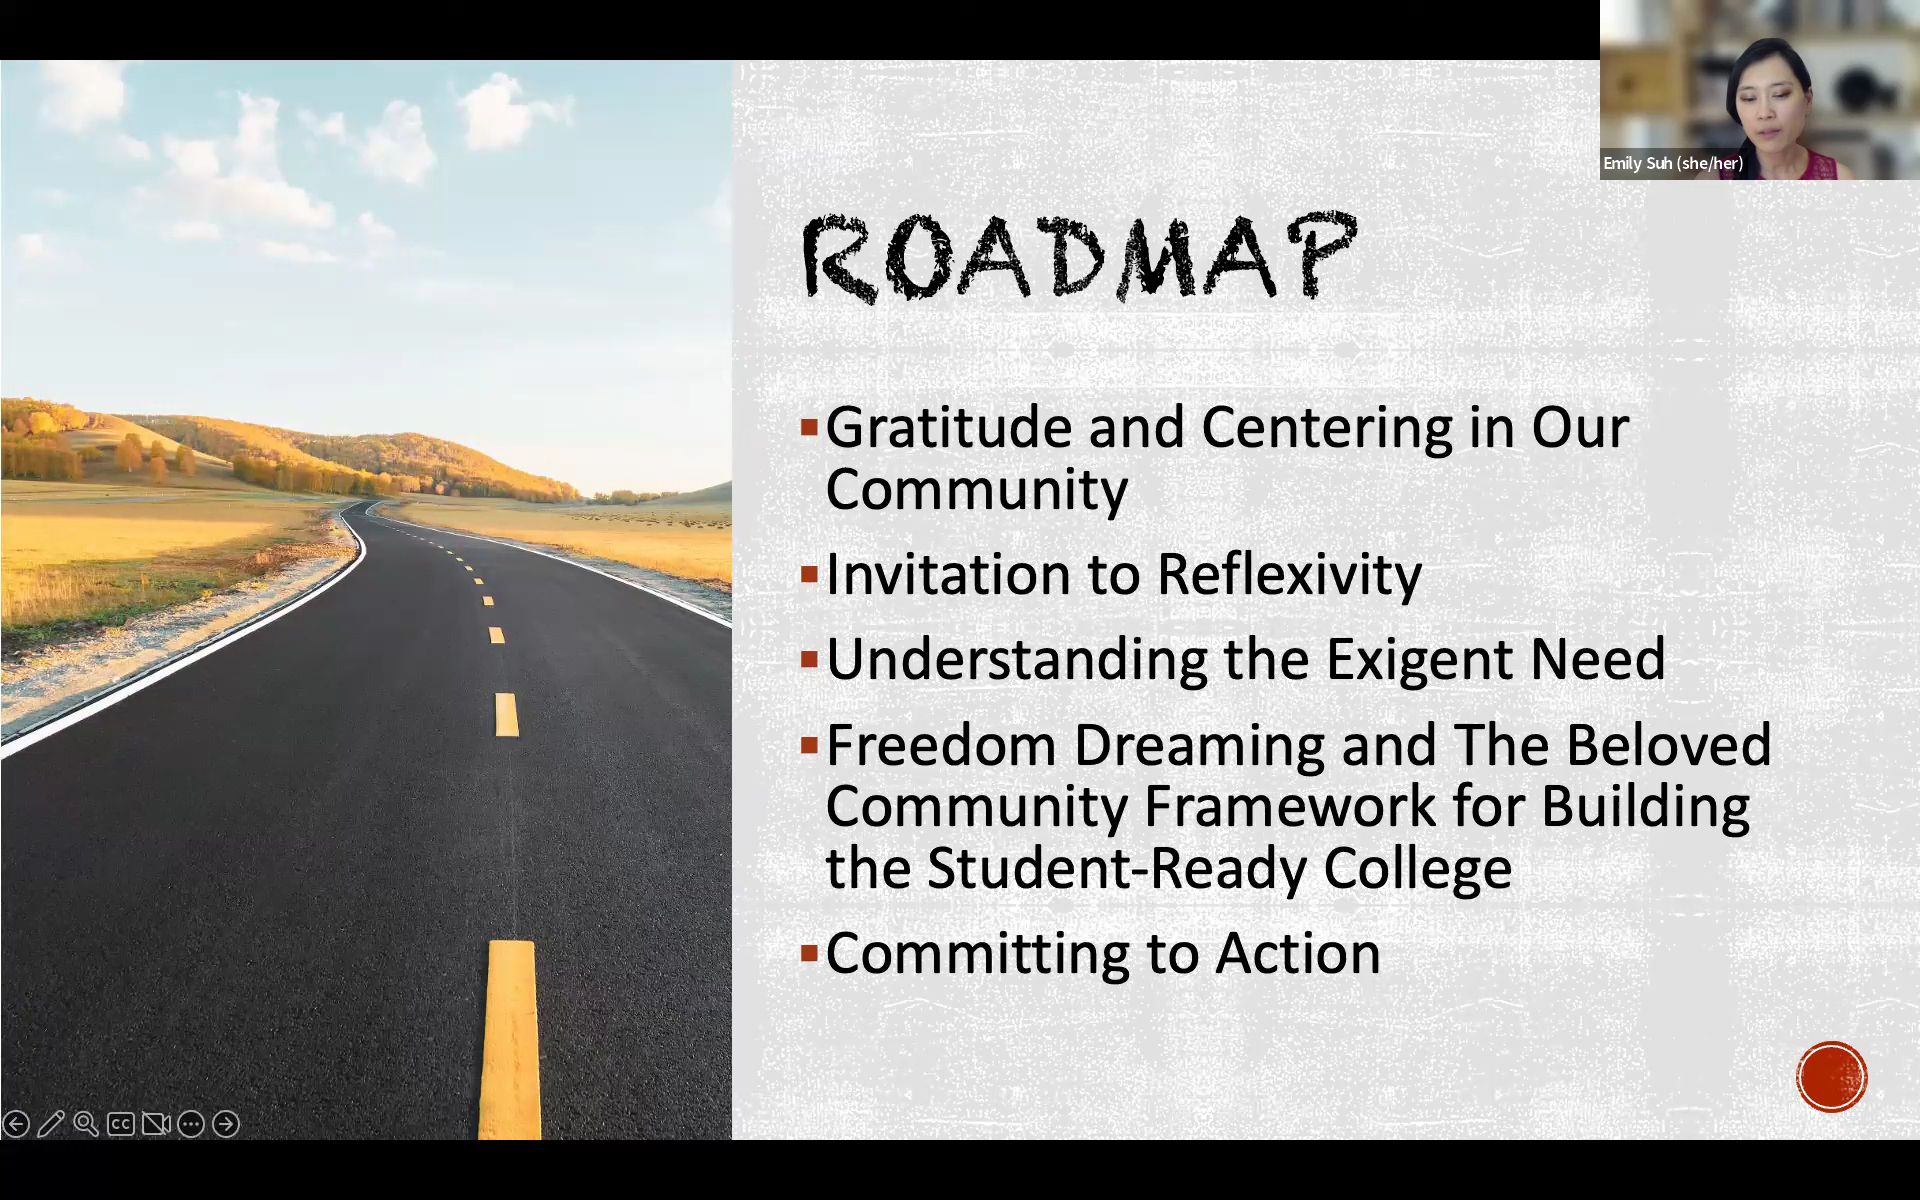 Emily Suh (she/her)
ROADMAP
▪Gratitude and Centering in Our
Community
▪Invitation to Reflexivity
▪Understanding the Exigent Need
▪Freedom Dreaming and The Beloved
Community Framework for Building
the Student-Ready College
▪Committing to Action
CC